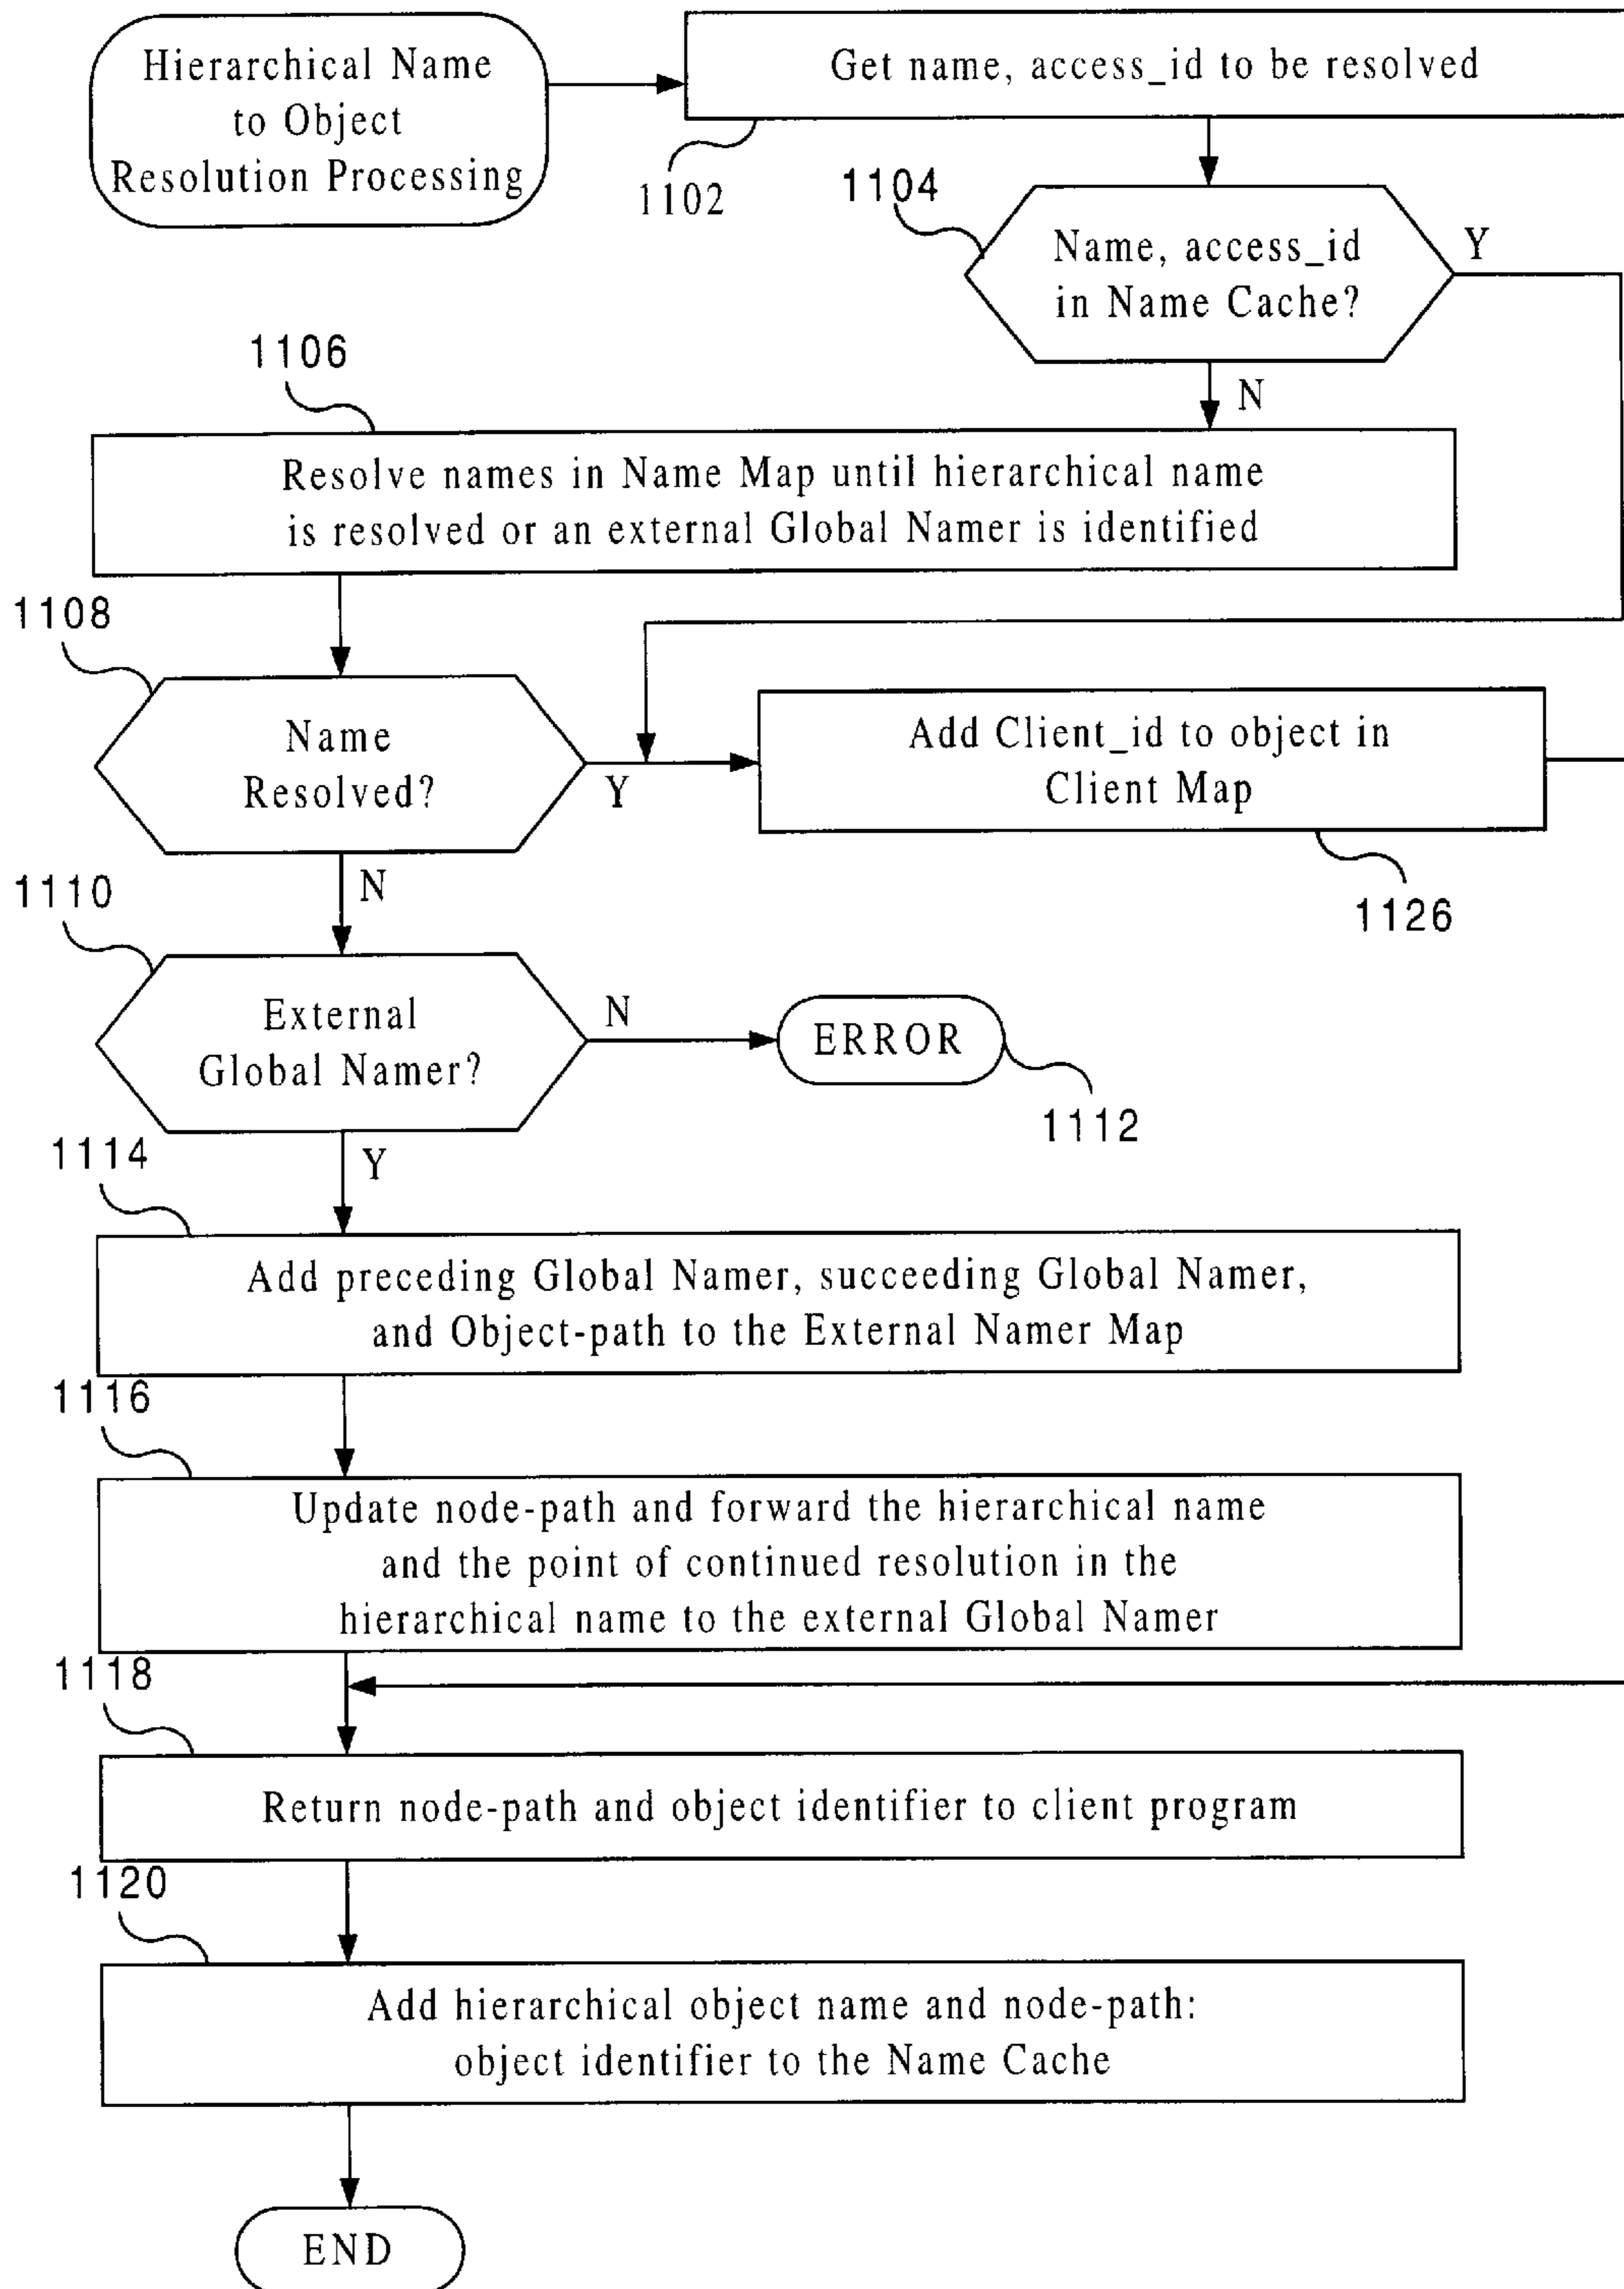 Hierarchical Name
to Object
Resolution Processing
Get name, access_id to be resolved
1102
1104
Name, access_id
in Name Cache?
Y
N
1106
Resolve names in Name Map until hierarchical name
is resolved or an external Global Namer is identified
1108
Name
Resolved?
Y
Add Client_id to object in
Client Map
1126
N
1110
External
Global Namer?
N
ERROR
1112
Y
1114
Add preceding Global Namer, succeeding Global Namer,
and Object-path to the External Namer Map
1116
Update node-path and forward the hierarchical name
and the point of continued resolution in the
hierarchical name to the external Global Namer
1118
Return node-path and object identifier to client program
1120
Add hierarchical object name and node-path:
object identifier to the Name Cache
END